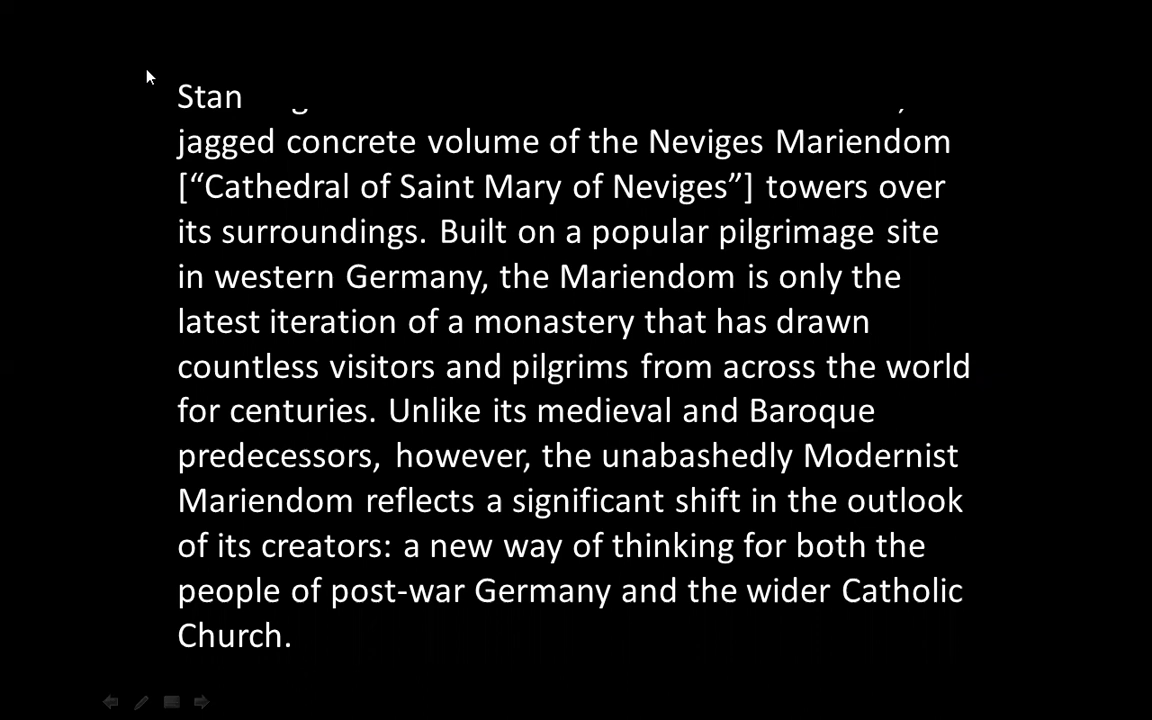 Stan
jagged concrete volume of the Neviges Mariendom
[“Cathedral of Saint Mary of Neviges”] towers over
its surroundings. Built on a popular pilgrimage site
in western Germany, the Mariendom is only the
latest iteration of a monastery that has drawn
countless visitors and pilgrims from across the world
for centuries. Unlike its medieval and Baroque
predecessors, however, the unabashedly Modernist
Mariendom reflects a significant shift in the outlook
of its creators: a new way of thinking for both the
people of post-war Germany and the wider Catholic
Church.